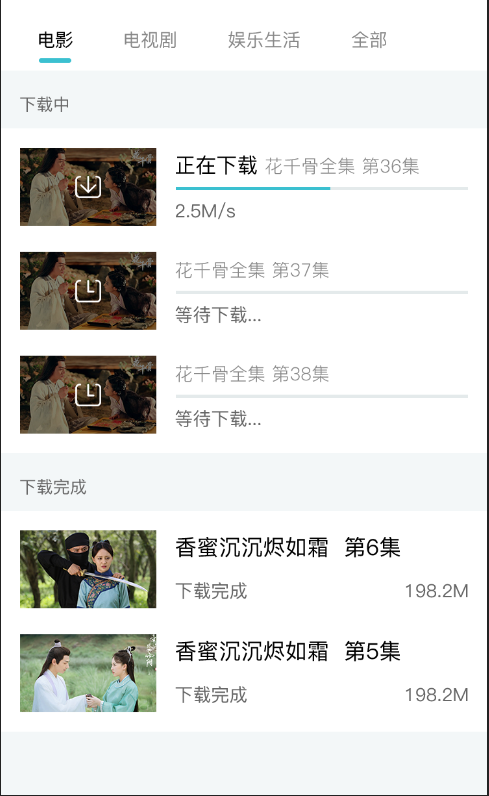 电影 电视剧 娱乐生活 全部
下载中
正在下载 花千骨全集 第36集
2.5M/s
花千骨全集 第37集
等待下载...
花千骨全集 第38集
等待下载...
下载完成
香蜜沉沉烬如霜 第6集
下载完成 198.2M
香蜜沉沉烬如霜 第5集
下载完成 198.2M